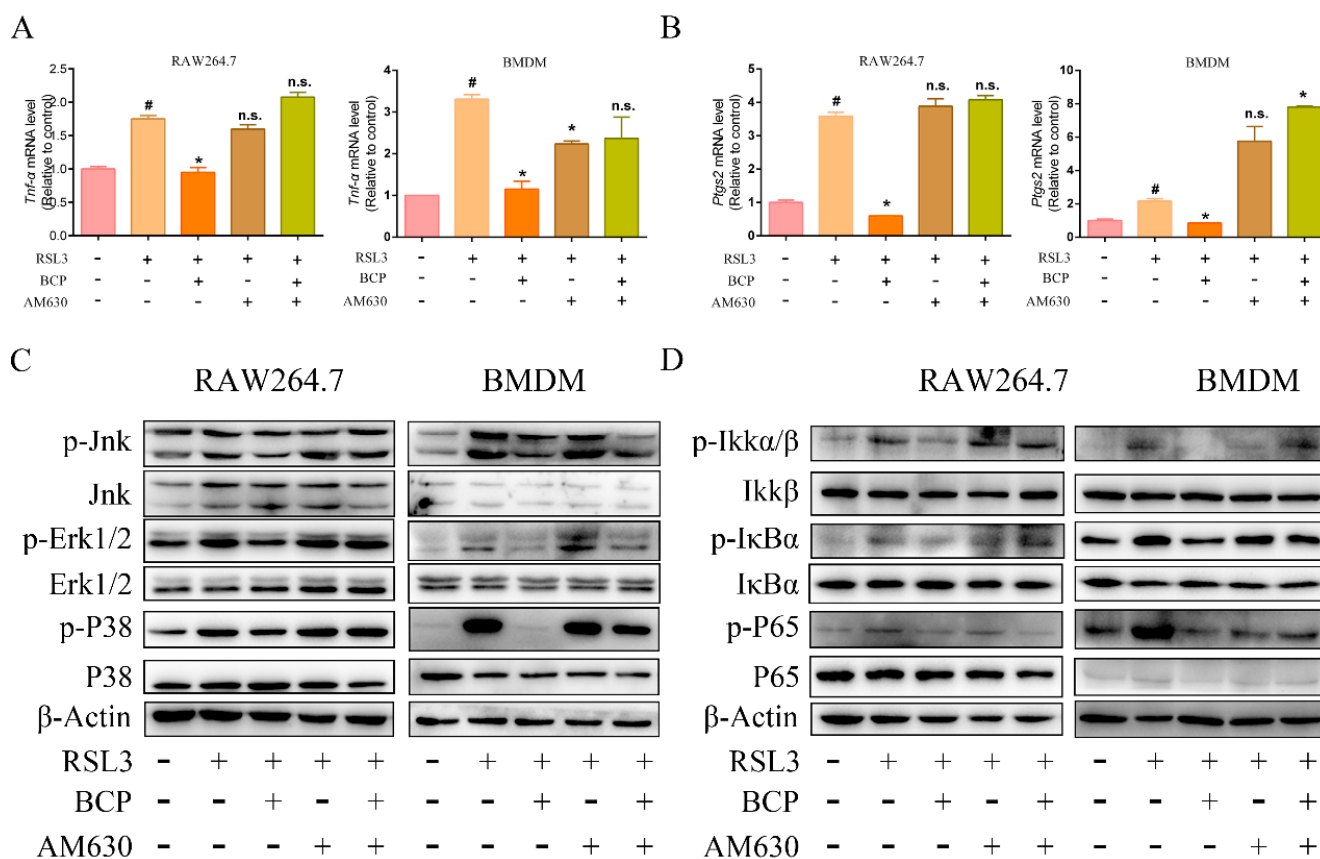 A
B
RAW264.7
BMDM
RAW264.7
BMDM
Tnf-α mRNA level
(Relative to control)
2.5
2.0
1.5
1.0
0.5
0.0
#
*
n.s.
n.s.
Tnf-α mRNA level
(Relative to control)
4
3
2
1
0
#
*
*
n.s.
Ptgs2 mRNA level
(Relative to control)
5
4
3
2
1
0
#
*
n.s.
n.s.
Ptgs2 mRNA level
(Relative to control)
8
6
4
2
0
#
*
n.s.
*
RSL3 - + + + +
BCP - - + - +
AM630 - - - + +
RSL3 - + + + +
BCP - - + - +
AM630 - - - + +
RSL3 - + + + +
BCP - - + - +
AM630 - - - + +
RSL3 - + + + +
BCP - - + - +
AM630 - - - + +
C
RAW264.7 BMDM
p-Jnk
Jnk
p-Erk1/2
Erk1/2
p-P38
P38
β-Actin
RSL3 - + + + + - + + + +
BCP - - + - + - - + - +
AM630 - - - + + - - - + +
D
RAW264.7 BMDM
p-Ikkα/β
Ikkβ
p-IκBα
IκBα
p-P65
P65
β-Actin
RSL3 - + + + + - + + + +
BCP - - + - + - - + - +
AM630 - - - + + - - - + +